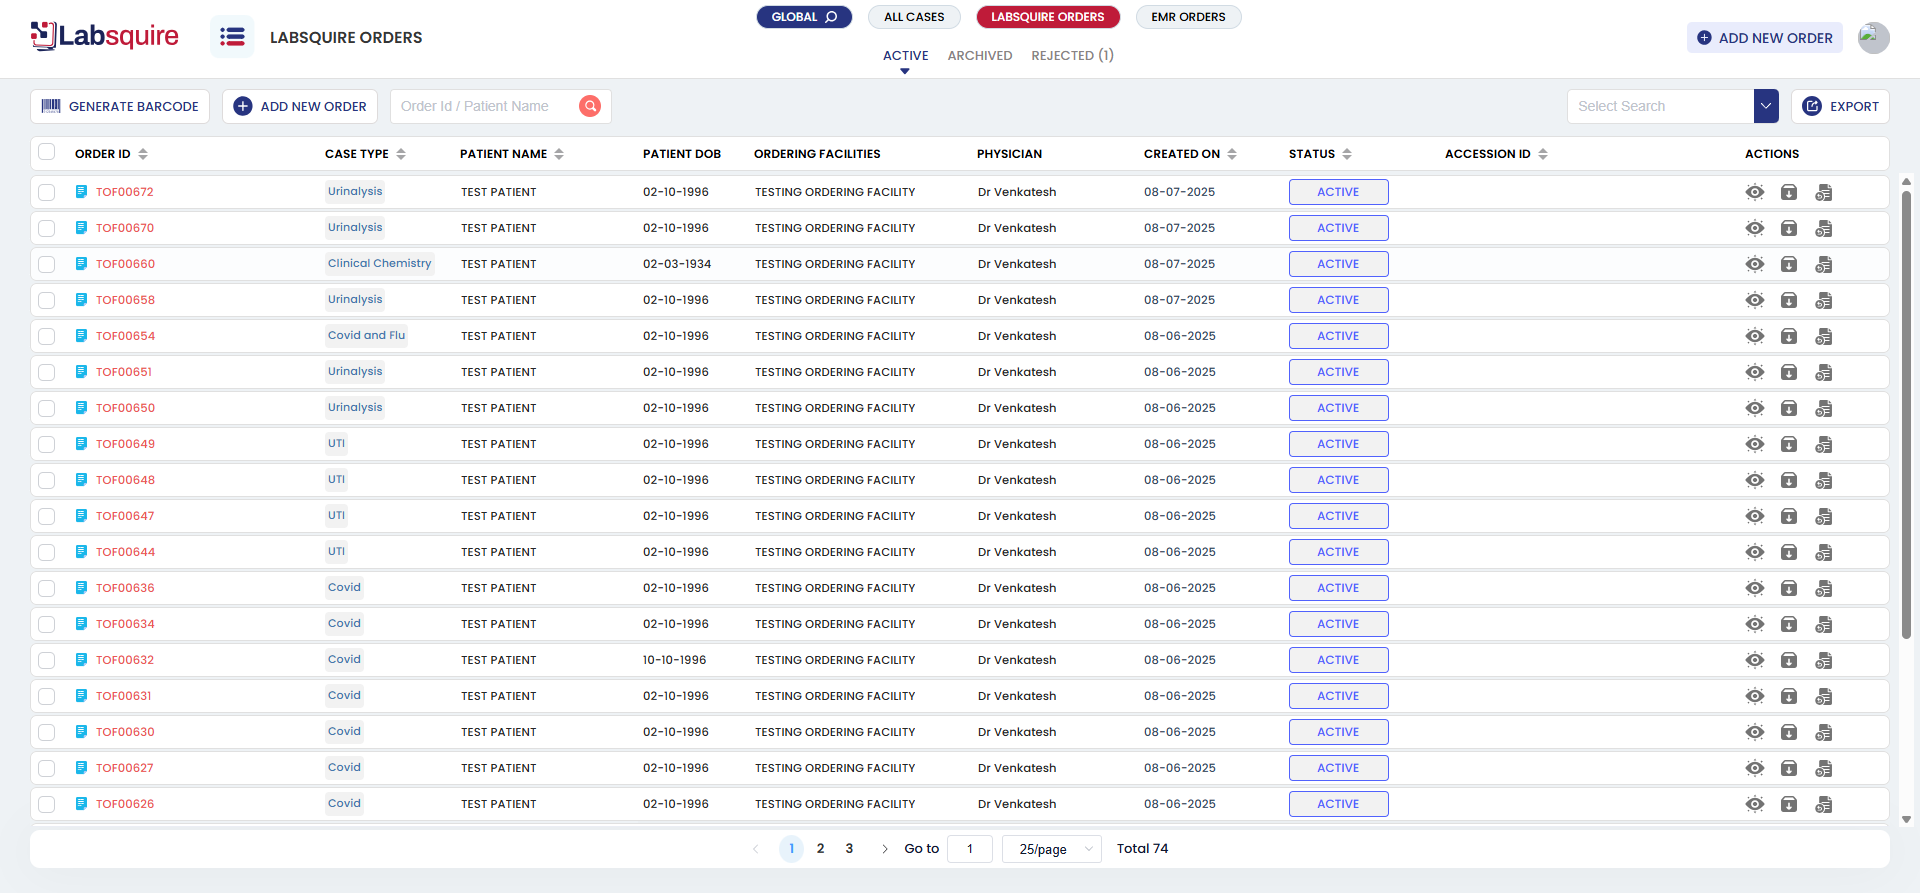 Labsquire
LABSQUIRE ORDERS
GLOBAL ALL CASES LABSQUIRE ORDERS EMR ORDERS
ACTIVE ARCHIVED REJECTED (1)
ADD NEW ORDER
GENERATE BARCODE ADD NEW ORDER Order Id / Patient Name Select Search EXPORT
ORDER ID CASE TYPE PATIENT NAME PATIENT DOB ORDERING FACILITIES PHYSICIAN CREATED ON STATUS ACCESSION ID ACTIONS
TOF00672 Urinalysis TEST PATIENT 02-10-1996 TESTING ORDERING FACILITY Dr Venkatesh 08-07-2025 ACTIVE
TOF00670 Urinalysis TEST PATIENT 02-10-1996 TESTING ORDERING FACILITY Dr Venkatesh 08-07-2025 ACTIVE
TOF00660 Clinical Chemistry TEST PATIENT 02-03-1934 TESTING ORDERING FACILITY Dr Venkatesh 08-07-2025 ACTIVE
TOF00658 Urinalysis TEST PATIENT 02-10-1996 TESTING ORDERING FACILITY Dr Venkatesh 08-07-2025 ACTIVE
TOF00654 Covid and Flu TEST PATIENT 02-10-1996 TESTING ORDERING FACILITY Dr Venkatesh 08-06-2025 ACTIVE
TOF00651 Urinalysis TEST PATIENT 02-10-1996 TESTING ORDERING FACILITY Dr Venkatesh 08-06-2025 ACTIVE
TOF00650 Urinalysis TEST PATIENT 02-10-1996 TESTING ORDERING FACILITY Dr Venkatesh 08-06-2025 ACTIVE
TOF00649 UTI TEST PATIENT 02-10-1996 TESTING ORDERING FACILITY Dr Venkatesh 08-06-2025 ACTIVE
TOF00648 UTI TEST PATIENT 02-10-1996 TESTING ORDERING FACILITY Dr Venkatesh 08-06-2025 ACTIVE
TOF00647 UTI TEST PATIENT 02-10-1996 TESTING ORDERING FACILITY Dr Venkatesh 08-06-2025 ACTIVE
TOF00644 UTI TEST PATIENT 02-10-1996 TESTING ORDERING FACILITY Dr Venkatesh 08-06-2025 ACTIVE
TOF00636 Covid TEST PATIENT 02-10-1996 TESTING ORDERING FACILITY Dr Venkatesh 08-06-2025 ACTIVE
TOF00634 Covid TEST PATIENT 02-10-1996 TESTING ORDERING FACILITY Dr Venkatesh 08-06-2025 ACTIVE
TOF00632 Covid TEST PATIENT 10-10-1996 TESTING ORDERING FACILITY Dr Venkatesh 08-06-2025 ACTIVE
TOF00631 Covid TEST PATIENT 02-10-1996 TESTING ORDERING FACILITY Dr Venkatesh 08-06-2025 ACTIVE
TOF00630 Covid TEST PATIENT 02-10-1996 TESTING ORDERING FACILITY Dr Venkatesh 08-06-2025 ACTIVE
TOF00627 Covid TEST PATIENT 02-10-1996 TESTING ORDERING FACILITY Dr Venkatesh 08-06-2025 ACTIVE
TOF00626 Covid TEST PATIENT 02-10-1996 TESTING ORDERING FACILITY Dr Venkatesh 08-06-2025 ACTIVE
1 2 3 Go to 1 25/page Total 74